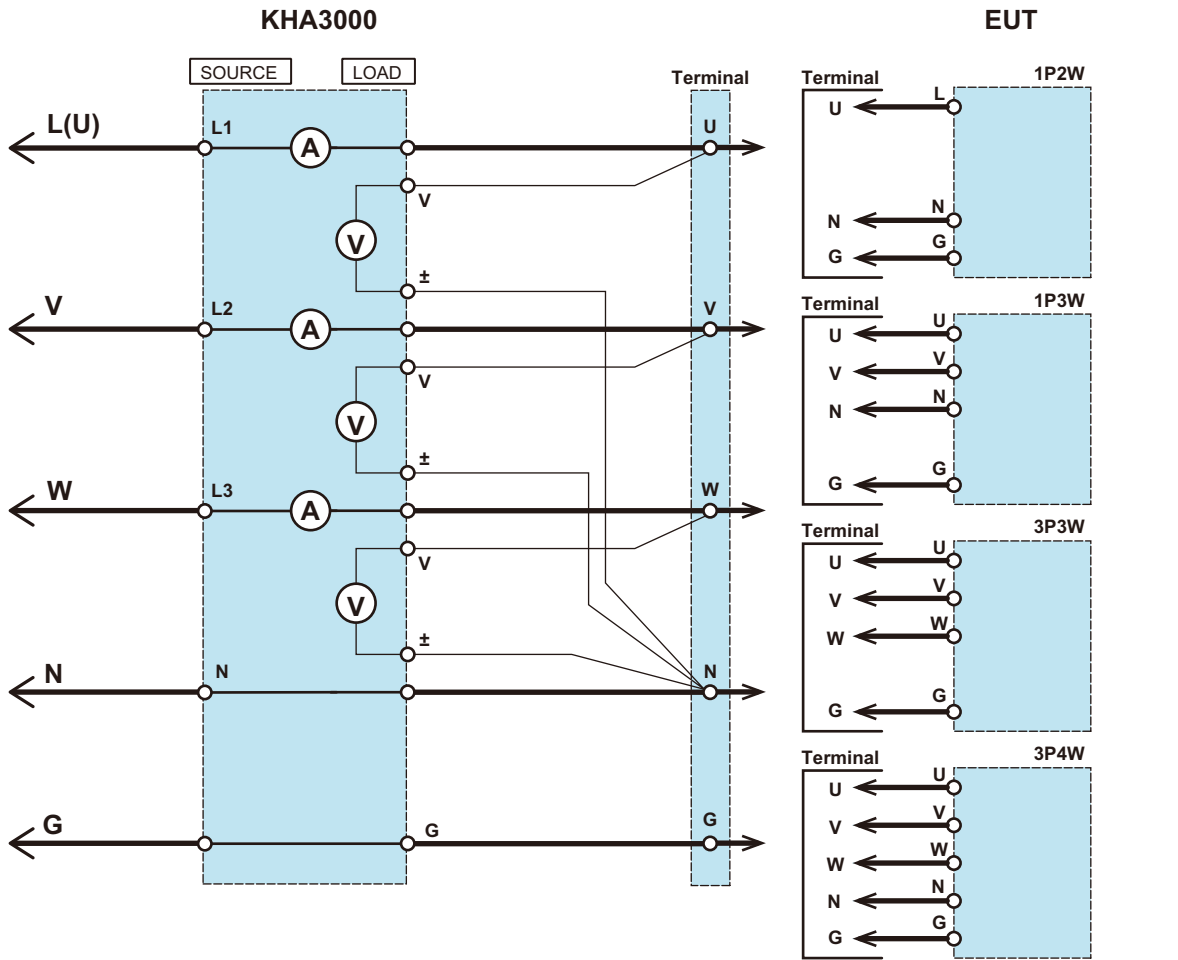 KHA3000
EUT
SOURCE
LOAD
Terminal
L(U)
L1
A
U
V
V
±
V
L2
A
V
V
V
±
W
L3
A
W
V
V
±
N
N
N
G
G
G
Terminal
1P2W
U
L
N
N
G
G
Terminal
1P3W
U
U
V
V
N
N
G
G
Terminal
3P3W
U
U
V
V
W
W
G
G
Terminal
3P4W
U
U
V
V
W
W
N
N
G
G